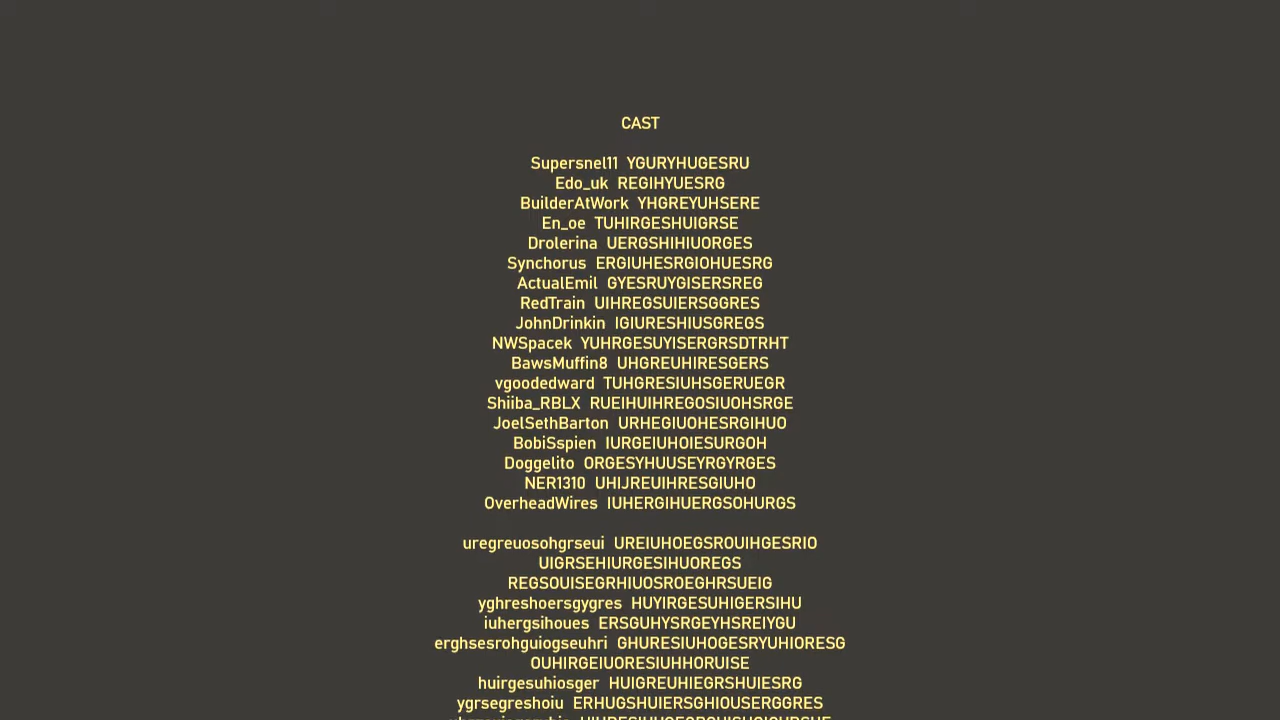 CAST
Supersnel11 YGURYHUGESRU
Edo_uk REGIHYUESRG
BuilderAtWork YHGREYUHSERE
En_oe TUHIRGESHUIGRSE
Drolerina UERGSHIHIUORGES
Synchorus ERGIUHESRGIOHUESRG
ActualEmil GYESRUYGISERSREG
RedTrain UIHREGSUIERSGGRES
JohnDrinkin IGIURESHIUSGREGS
NWSpacek YUHRGESUYISERGRSDTRHT
BawsMuffin8 UHGREUHIRESGERS
vgoodedward TUHGRESIUHSGERUEGR
Shiiba_RBLX RUEIHUIHREGOSIUOHSRGE
JoelSethBarton URHEGIUOHESRGIHUO
BobiSspien IURGEIUHOIESURGOH
Doggelito ORGESYHUUSEYRGYRGES
NER1310 UHIJREUIHRESGIUHO
OverheadWires IUHERGIHUERGSOHURGS
uregreuosohgrseui UREIUHOEGSROUIHGESRIO
UIGRSEHIURGESIHUOREGS
REGSOUISEGRHIUOSROEGHRSUEIG
yghreshoersgygres HUYIRGESUHIGERSIHU
iuhergsihoues ERSGUHYSRGEYHSREIYGU
erghsesrohguiogseuhri GHURESIUHOGESRYUHIORESG
OUHIRGEIUORESIUHHORUISE
huirgesuhiosger HUIGREUHIEGRSHUIESRG
ygrsegreshoiu ERHUGSHUIERSGHIOUSERGGRES